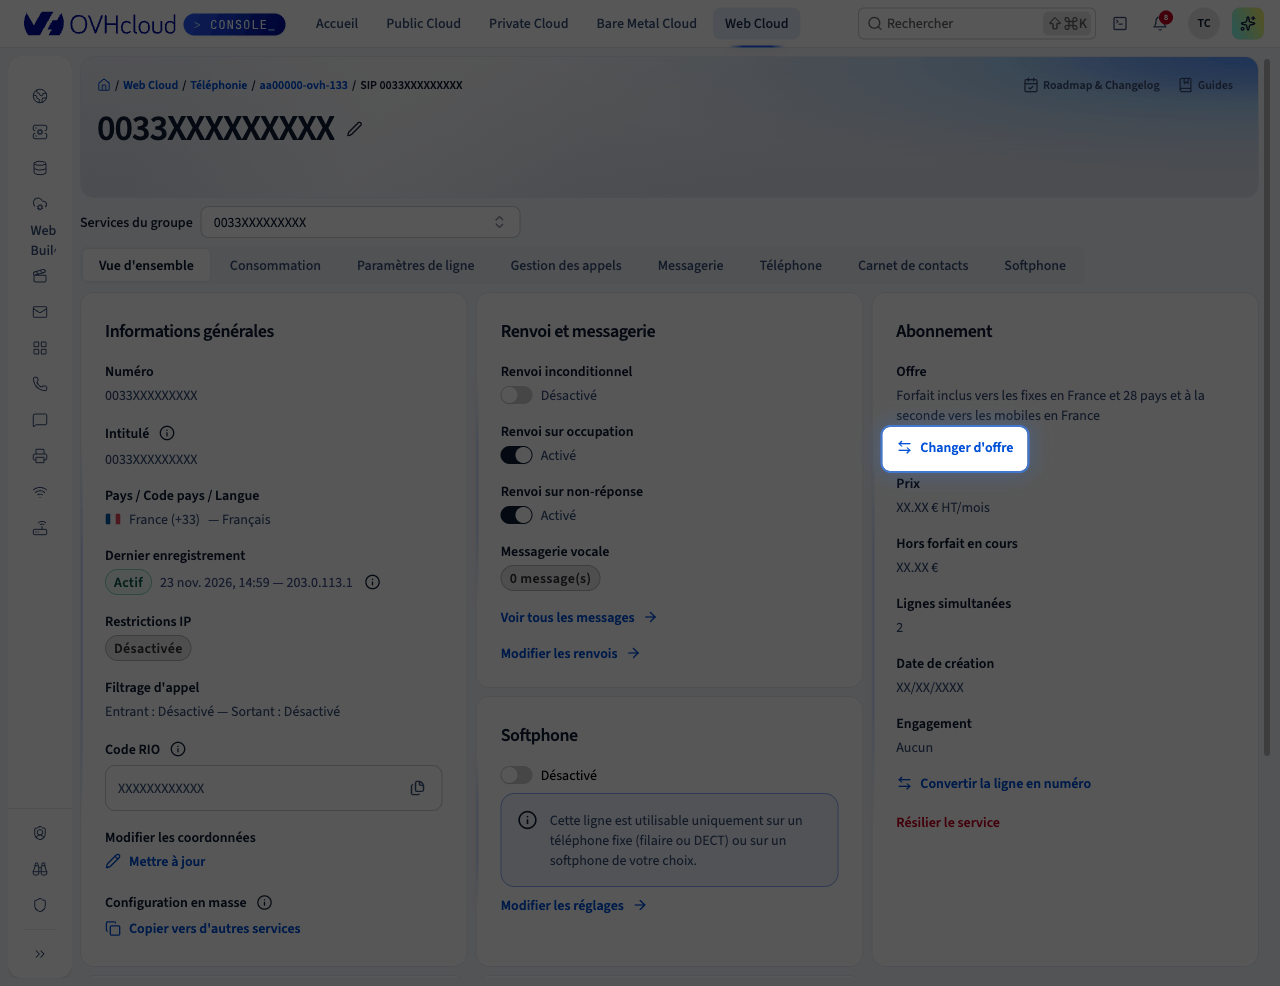 OVHcloud > CONSOLE_ Accueil Public Cloud Private Cloud Bare Metal Cloud Web Cloud Rechercher ⇧⌘K 8 TC
/ Web Cloud / Téléphonie / aa00000-ovh-133 / SIP 0033XXXXXXXXX Roadmap & Changelog Guides
0033XXXXXXXXX
Services du groupe 0033XXXXXXXXX
Web
Buil
Vue d'ensemble Consommation Paramètres de ligne Gestion des appels Messagerie Téléphone Carnet de contacts Softphone
Informations générales
Numéro
0033XXXXXXXXX
Intitulé
0033XXXXXXXXX
Pays / Code pays / Langue
France (+33) — Français
Dernier enregistrement
Actif 23 nov. 2026, 14:59 — 203.0.113.1
Restrictions IP
Désactivée
Filtrage d'appel
Entrant : Désactivé — Sortant : Désactivé
Code RIO
XXXXXXXXXXXX
Modifier les coordonnées
Mettre à jour
Configuration en masse
Copier vers d'autres services
Renvoi et messagerie
Renvoi inconditionnel
Désactivé
Renvoi sur occupation
Activé
Renvoi sur non-réponse
Activé
Messagerie vocale
0 message(s)
Voir tous les messages
Modifier les renvois
Softphone
Désactivé
Cette ligne est utilisable uniquement sur un
téléphone fixe (filaire ou DECT) ou sur un
softphone de votre choix.
Modifier les réglages
Abonnement
Offre
Forfait inclus vers les fixes en France et 28 pays et à la
seconde vers les mobiles en France
Changer d'offre
Prix
XX.XX € HT/mois
Hors forfait en cours
XX.XX €
Lignes simultanées
2
Date de création
XX/XX/XXXX
Engagement
Aucun
Convertir la ligne en numéro
Résilier le service